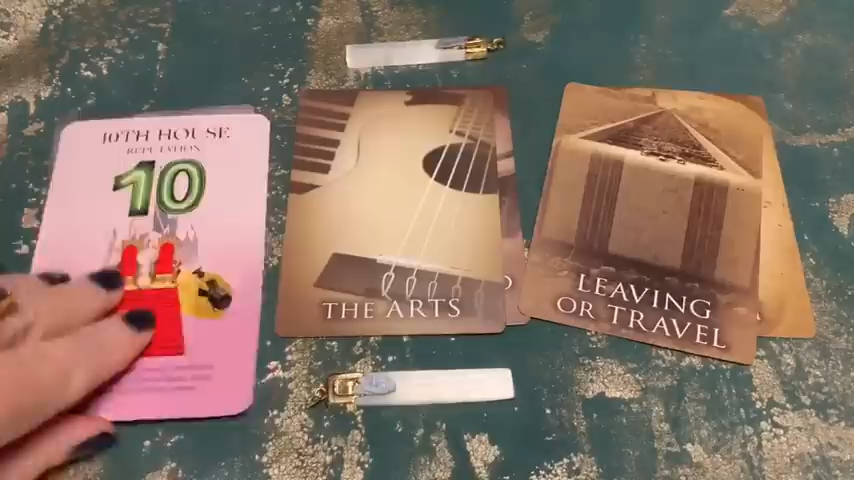 10TH HOUSE
REPUTATION
10
THE ARTS
LEAVING
OR TRAVEL